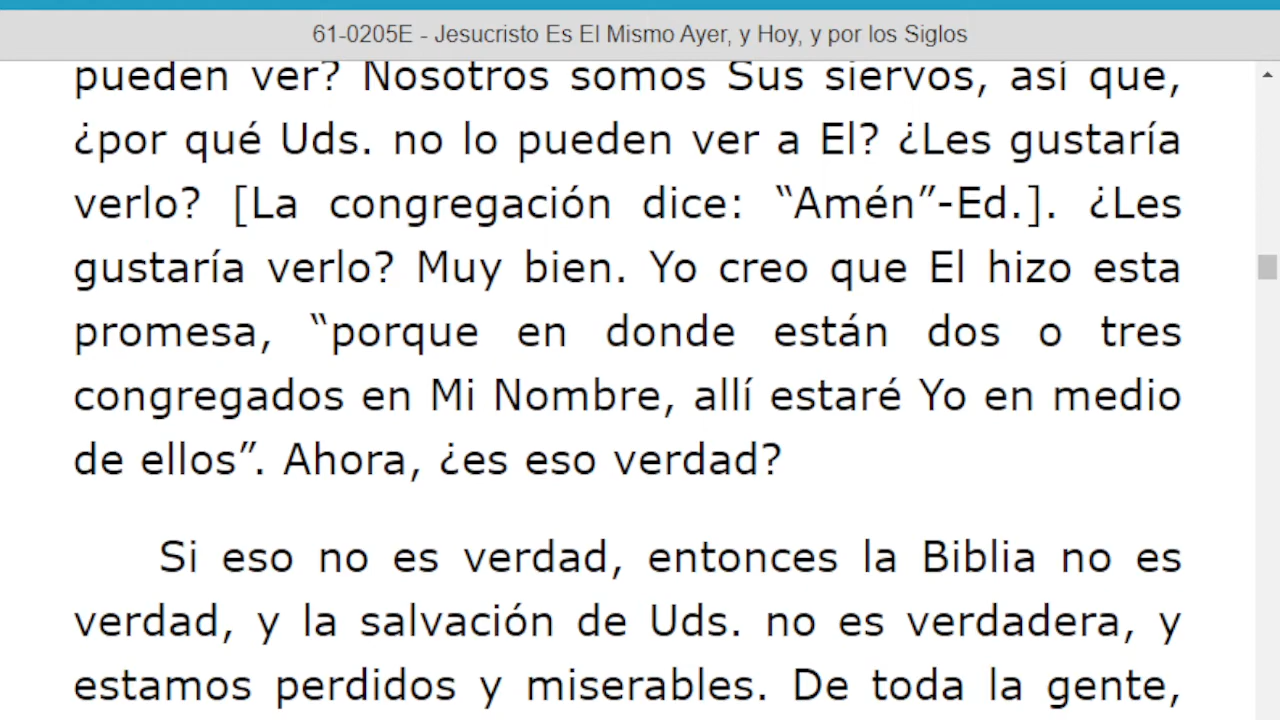 61-0205E - Jesucristo Es El Mismo Ayer, y Hoy, y por los Siglos
pueden ver? Nosotros somos Sus siervos, así que,
¿por qué Uds. no lo pueden ver a El? ¿Les gustaría
verlo? [La congregación dice: “Amén”-Ed.]. ¿Les
gustaría verlo? Muy bien. Yo creo que El hizo esta
promesa, “porque en donde están dos o tres
congregados en Mi Nombre, allí estaré Yo en medio
de ellos”. Ahora, ¿es eso verdad?
Si eso no es verdad, entonces la Biblia no es
verdad, y la salvación de Uds. no es verdadera, y
estamos perdidos y miserables. De toda la gente,